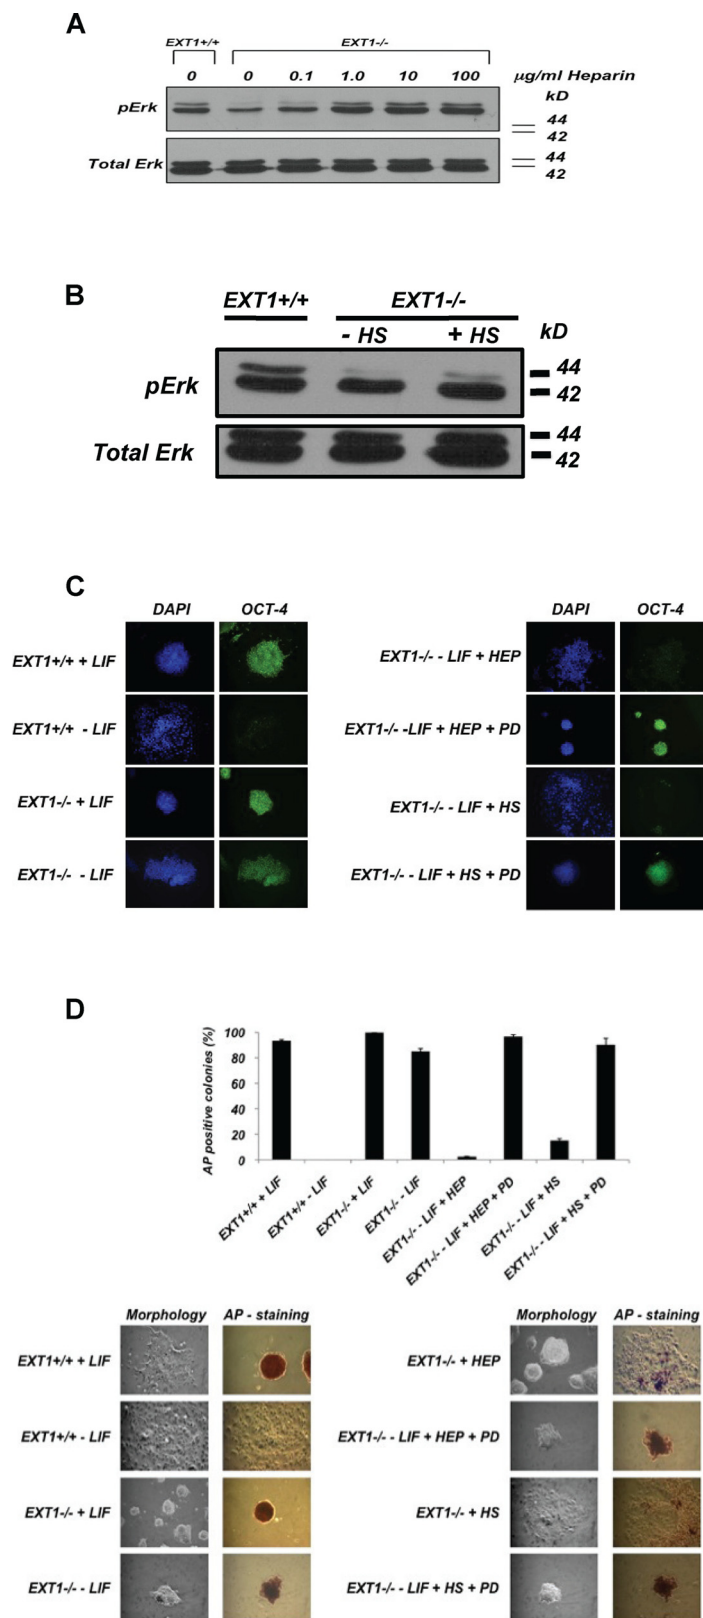 A
EXT1+/+ EXT1-/-
0 0 0.1 1.0 10 100 µg/ml Heparin
kD
pErk
44
42
Total Erk
44
42
B
EXT1+/+ EXT1-/-
- HS + HS kD
pErk
44
42
Total Erk
44
42
C
DAPI OCT-4
EXT1+/+ + LIF
EXT1+/+ - LIF
EXT1-/- + LIF
EXT1-/- - LIF
DAPI OCT-4
EXT1-/- - LIF + HEP
EXT1-/- -LIF + HEP + PD
EXT1-/- - LIF + HS
EXT1-/- - LIF + HS + PD
D
AP positive colonies (%)
100
80
60
40
20
0
EXT1+/+ + LIF
EXT1+/+ - LIF
EXT1-/- + LIF
EXT1-/- - LIF
EXT1-/- - LIF + HEP
EXT1-/- - LIF + HEP + PD
EXT1-/- - LIF + HS
EXT1-/- - LIF + HS + PD
Morphology AP - staining
EXT1+/+ + LIF
EXT1+/+ - LIF
EXT1-/- + LIF
EXT1-/- - LIF
Morphology AP - staining
EXT1-/- + HEP
EXT1-/- - LIF + HEP + PD
EXT1-/- + HS
EXT1-/- - LIF + HS + PD